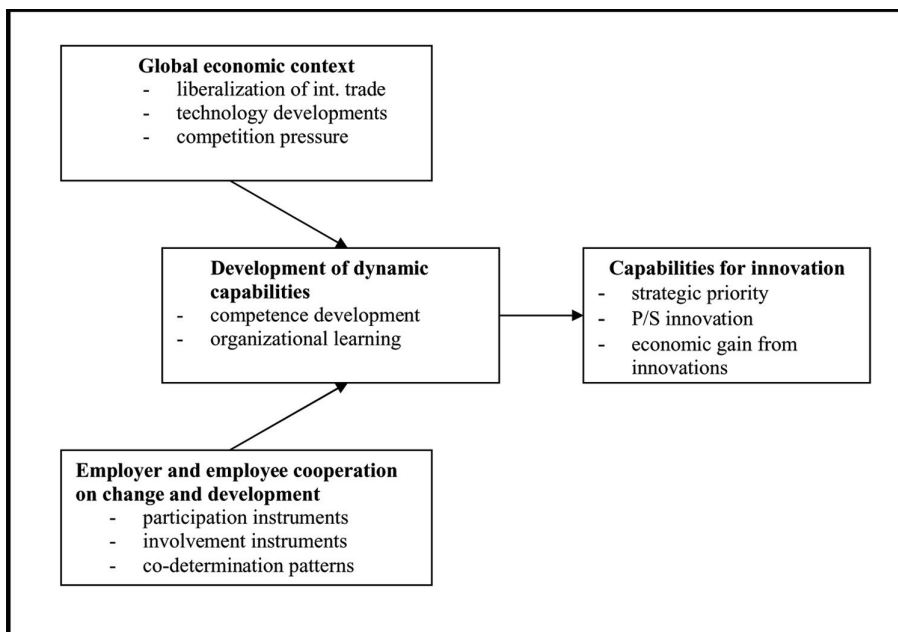 Global economic context
- liberalization of int. trade
- technology developments
- competition pressure
Development of dynamic
capabilities
- competence development
- organizational learning
Capabilities for innovation
- strategic priority
- P/S innovation
- economic gain from
innovations
Employer and employee cooperation
on change and development
- participation instruments
- involvement instruments
- co-determination patterns